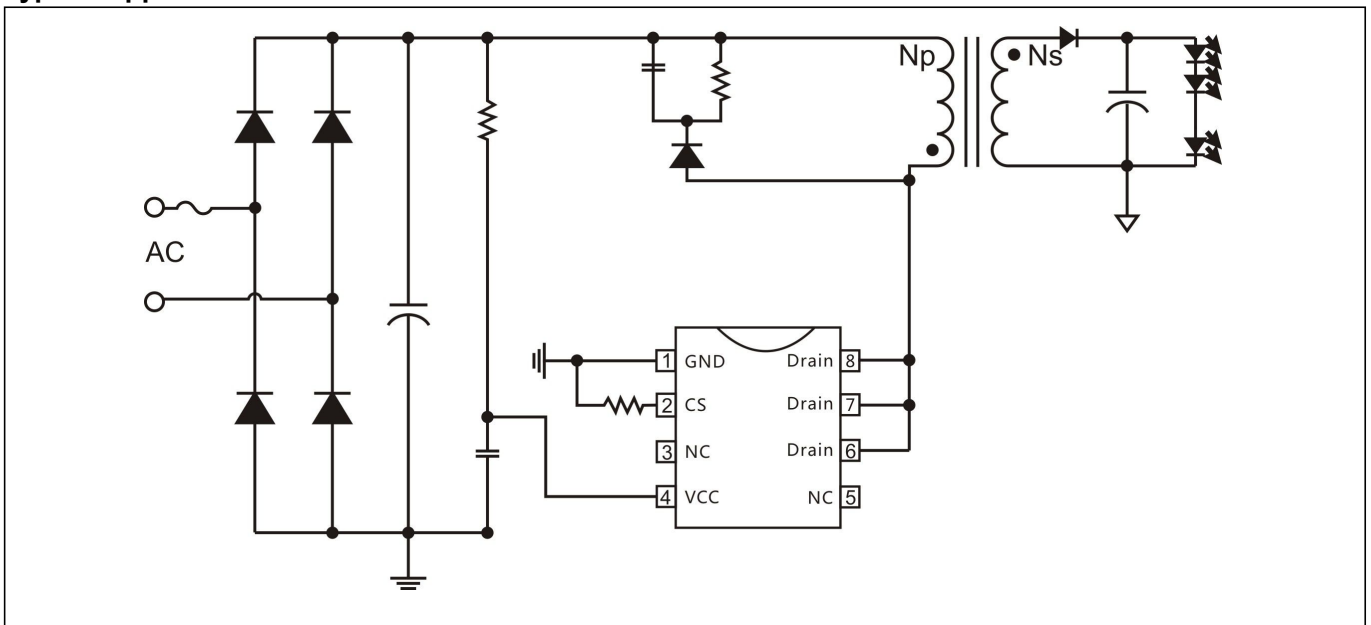 Np
Ns
AC
1 GND
Drain 8
2 CS
Drain 7
3 NC
Drain 6
4 VCC
NC 5